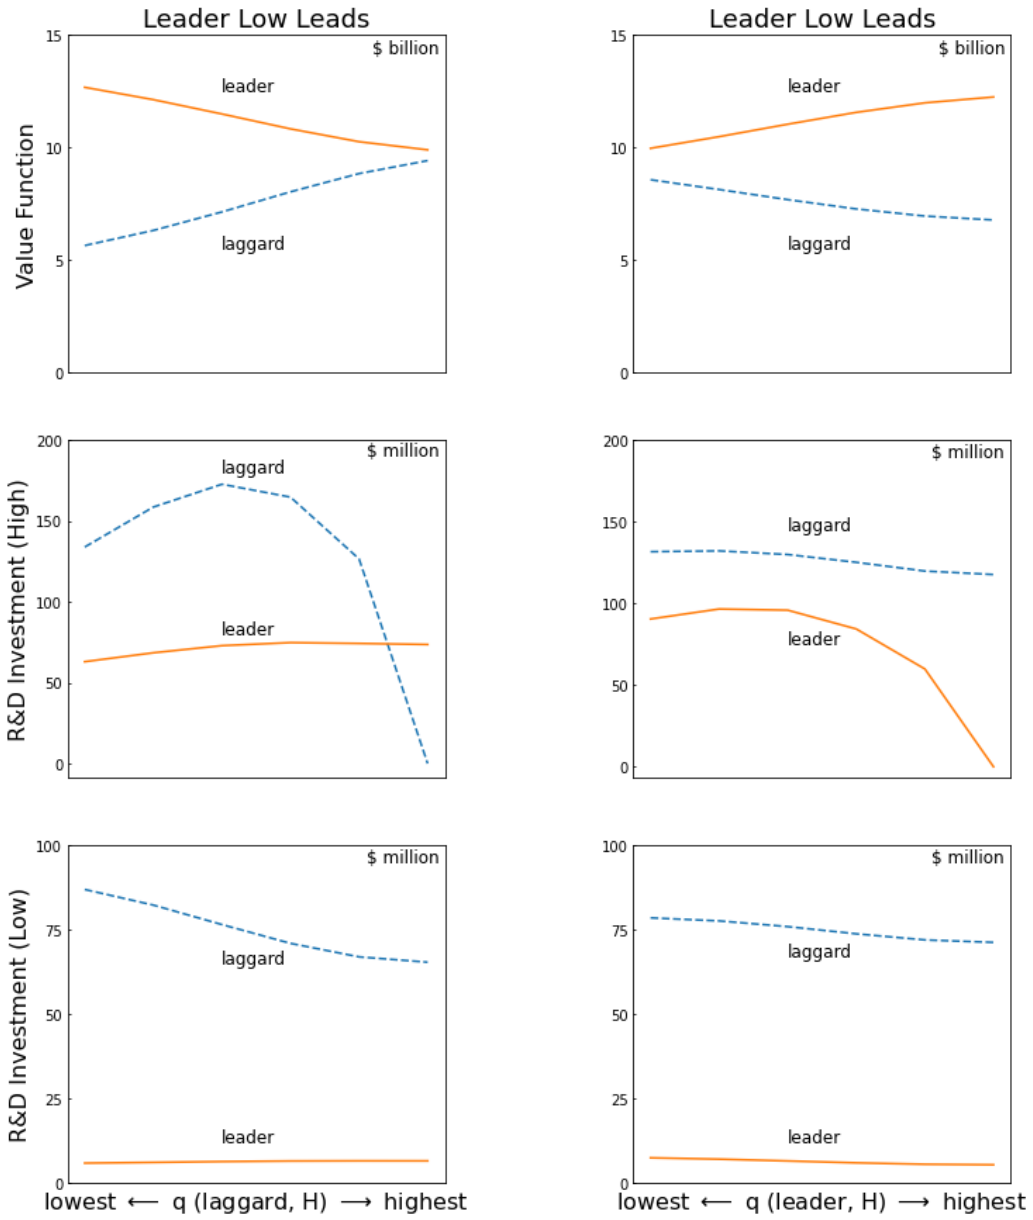 Leader Low Leads
Leader Low Leads
Value Function
15
10
5
0
$ billion
leader
laggard
15
10
5
0
$ billion
leader
laggard
R&D Investment (High)
200
150
100
50
0
$ million
laggard
leader
200
150
100
50
0
$ million
laggard
leader
R&D Investment (Low)
100
75
50
25
0
$ million
laggard
leader
100
75
50
25
0
$ million
laggard
leader
lowest ⟵ q (laggard, H) ⟶ highest
lowest ⟵ q (leader, H) ⟶ highest